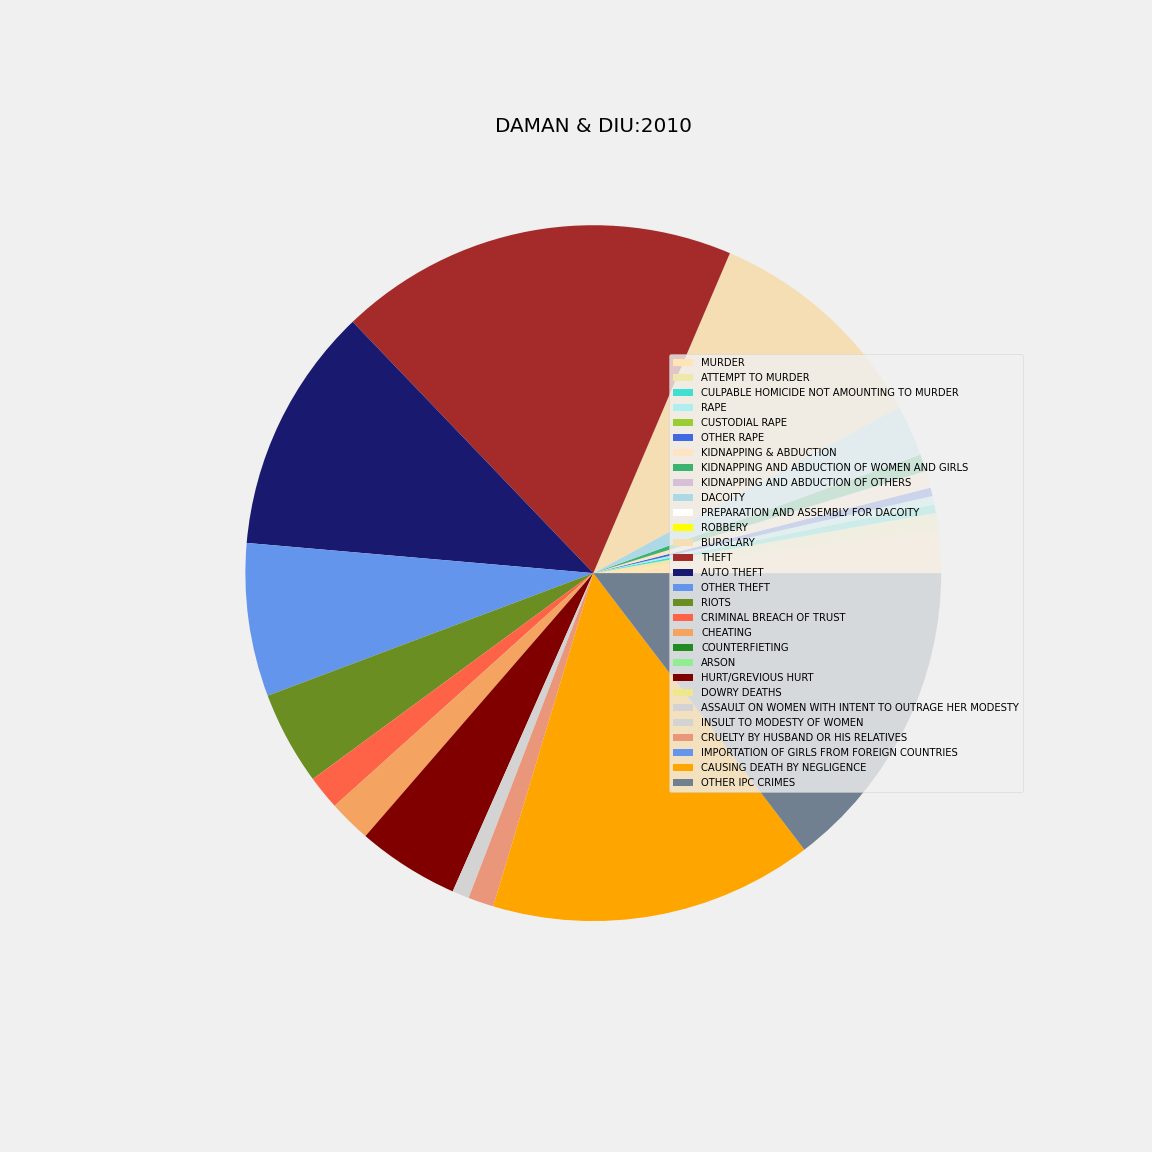 DAMAN & DIU:2010
MURDER
ATTEMPT TO MURDER
CULPABLE HOMICIDE NOT AMOUNTING TO MURDER
RAPE
CUSTODIAL RAPE
OTHER RAPE
KIDNAPPING & ABDUCTION
KIDNAPPING AND ABDUCTION OF WOMEN AND GIRLS
KIDNAPPING AND ABDUCTION OF OTHERS
DACOITY
PREPARATION AND ASSEMBLY FOR DACOITY
ROBBERY
BURGLARY
THEFT
AUTO THEFT
OTHER THEFT
RIOTS
CRIMINAL BREACH OF TRUST
CHEATING
COUNTERFIETING
ARSON
HURT/GREVIOUS HURT
DOWRY DEATHS
ASSAULT ON WOMEN WITH INTENT TO OUTRAGE HER MODESTY
INSULT TO MODESTY OF WOMEN
CRUELTY BY HUSBAND OR HIS RELATIVES
IMPORTATION OF GIRLS FROM FOREIGN COUNTRIES
CAUSING DEATH BY NEGLIGENCE
OTHER IPC CRIMES